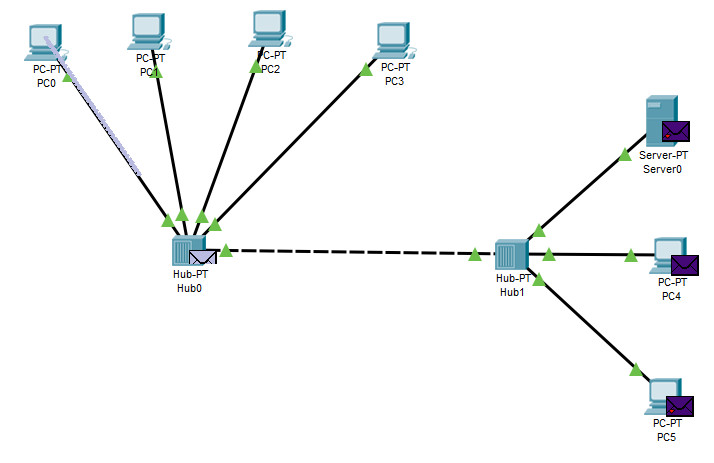 PC-PT
PC0
PC-PT
PC1
PC-PT
PC2
PC-PT
PC3
Server-PT
Server0
Hub-PT
Hub0
Hub-PT
Hub1
PC-PT
PC4
PC-PT
PC5